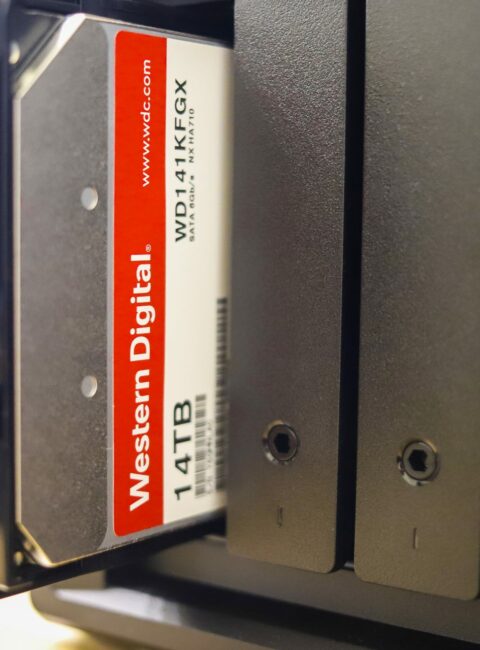 Western Digital®
www.wdc.com
WD141KFGX
SATA 6Gb/s NX HA710
14TB